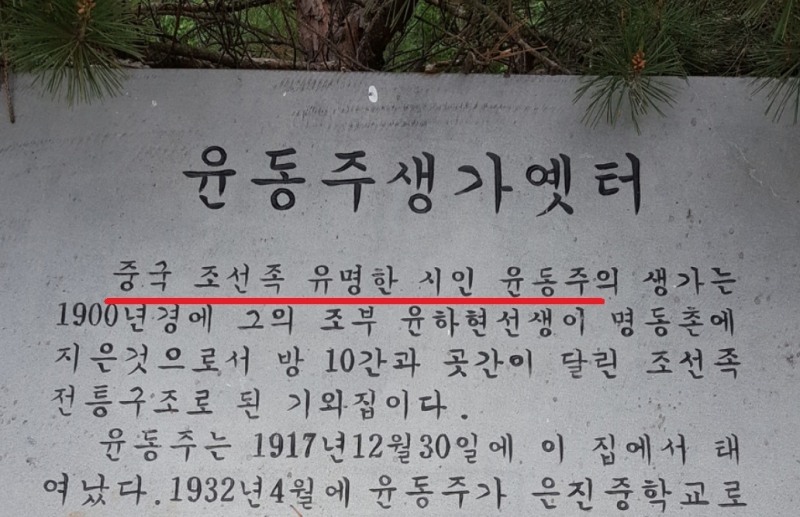 윤동주생가옛터
중국 조선족 유명한 시인 윤동주의 생가는
1900년경에 그의 조부 윤하현선생이 명동촌에
지은것으로서 방 10간과 곳간이 달린 조선족
전통구조로 된 기와집이다.
윤동주는 1917년12월30일에 이 집에서 태
여났다.1932년4월에 윤동주가 은진중학교로